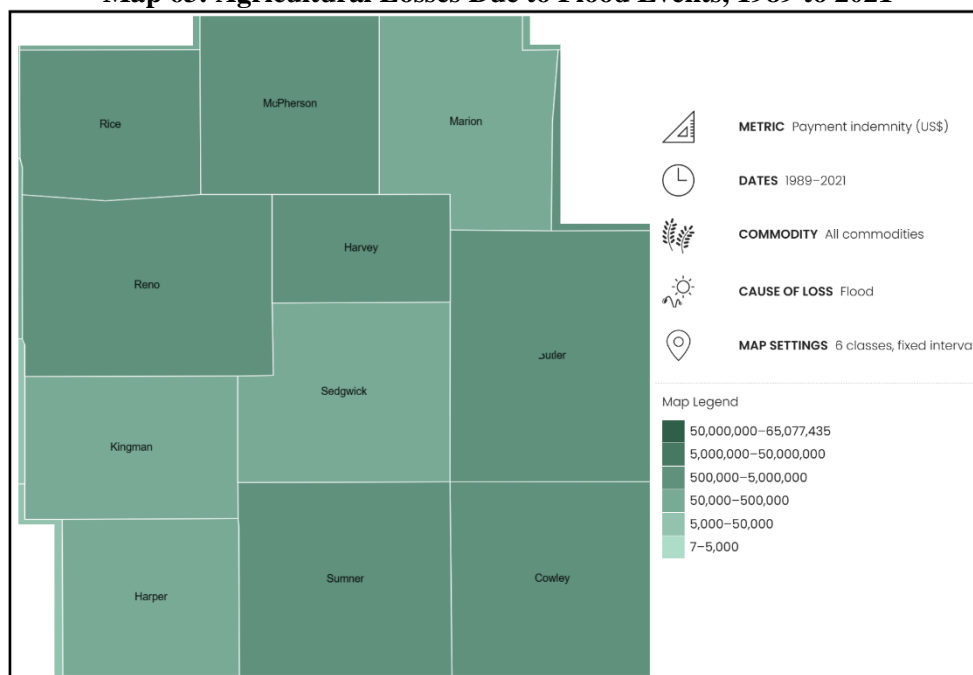 Map 65: Agricultural Losses Due to Flood Events, 1989 to 2021
McPherson
Rice
Marion
Harvey
Reno
Sedgwick
Kingman
Sumner
Cowley
Harper
METRIC Payment indemnity (US$)
DATES 1989–2021
COMMODITY All commodities
CAUSE OF LOSS Flood
MAP SETTINGS 6 classes, fixed interva
Map Legend
50,000,000–65,077,435
5,000,000–50,000,000
500,000–5,000,000
50,000–500,000
5,000–50,000
7–5,000